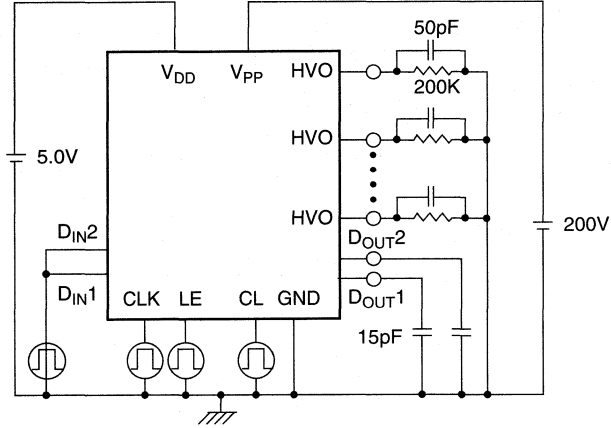 50pF
V_DD
V_PP
HVO
200K
HVO
5.0V
HVO
200V
D_IN2
D_OUT2
D_IN1
CLK
LE
CL
GND
D_OUT1
15pF